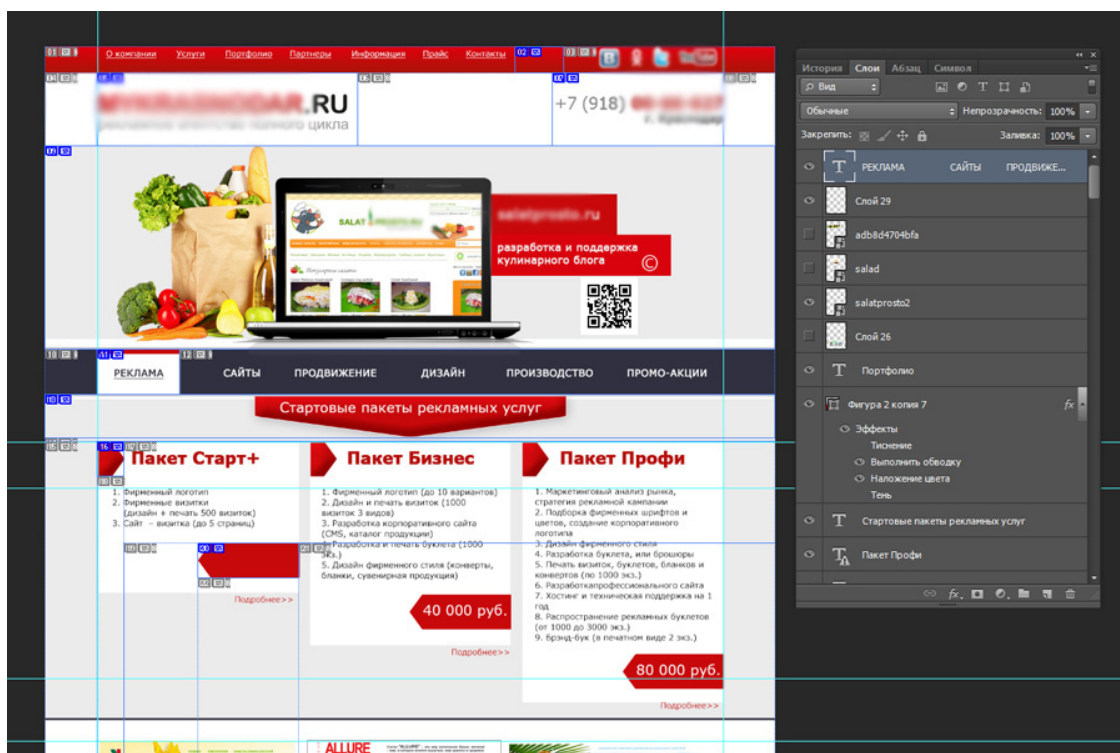 О компании Услуги Портфолио Партнеры Информация Прайс Контакты
.RU
+7 (918)
SALAT
.ru
разработка и поддержка
кулинарного блога ©
РЕКЛАМА САЙТЫ ПРОДВИЖЕНИЕ ДИЗАЙН ПРОИЗВОДСТВО ПРОМО-АКЦИИ
Стартовые пакеты рекламных услуг
Пакет Старт+
1. Фирменный логотип
2. Фирменные визитки
(дизайн + печать 500 визиток)
3. Сайт – визитка (до 5 страниц)
Подробнее>>
Пакет Бизнес
1. Фирменный логотип (до 10 вариантов)
2. Дизайн и печать визиток (1000
визиток 3 видов)
3. Разработка корпоративного сайта
(CMS, каталог продукции)
4. Разработка и печать буклета (1000
экз.)
5. Дизайн фирменного стиля (конверты,
бланки, сувенирная продукция)
40 000 руб.
Подробнее>>
Пакет Профи
1. Маркетинговый анализ рынка,
стратегия рекламной кампании
2. Подборка фирменных шрифтов и
цветов, создание корпоративного
логотипа
3. Дизайн фирменного стиля
4. Разработка буклета, или брошюры
5. Печать визиток, буклетов, бланков и
конвертов (по 1000 экз.)
6. Разработкапрофессионального сайта
7. Хостинг и техническая поддержка на 1
год
8. Распространение рекламных буклетов
(от 1000 до 3000 экз.)
9. Брэнд-бук (в печатном виде 2 экз.)
80 000 руб.
Подробнее>>
ALLURE
История Слои Абзац Символ
Вид
Обычные Непрозрачность: 100%
Закрепить: Заливка: 100%
РЕКЛАМА САЙТЫ ПРОДВИЖЕ...
Слой 29
adb8d4704bfa
salad
salatprosto2
Слой 26
Портфолио
Фигура 2 копия 7 fx
Эффекты
Тиснение
Выполнить обводку
Наложение цвета
Тень
Стартовые пакеты рекламных услуг
Пакет Профи